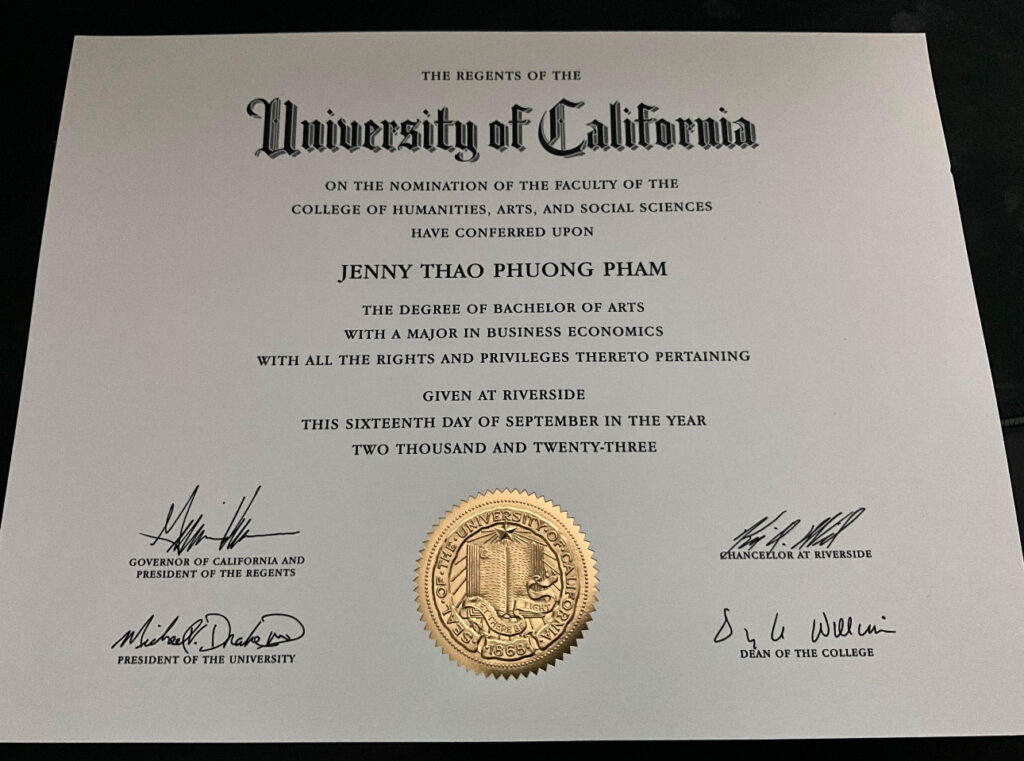 THE REGENTS OF THE
University of California
ON THE NOMINATION OF THE FACULTY OF THE
COLLEGE OF HUMANITIES, ARTS, AND SOCIAL SCIENCES
HAVE CONFERRED UPON
JENNY THAO PHUONG PHAM
THE DEGREE OF BACHELOR OF ARTS
WITH A MAJOR IN BUSINESS ECONOMICS
WITH ALL THE RIGHTS AND PRIVILEGES THERETO PERTAINING
GIVEN AT RIVERSIDE
THIS SIXTEENTH DAY OF SEPTEMBER IN THE YEAR
TWO THOUSAND AND TWENTY-THREE
GOVERNOR OF CALIFORNIA AND
PRESIDENT OF THE REGENTS
Michael V. Drake MD
PRESIDENT OF THE UNIVERSITY
SEAL OF THE UNIVERSITY OF CALIFORNIA
LET THERE BE LIGHT
1868
CHANCELLOR AT RIVERSIDE
DEAN OF THE COLLEGE